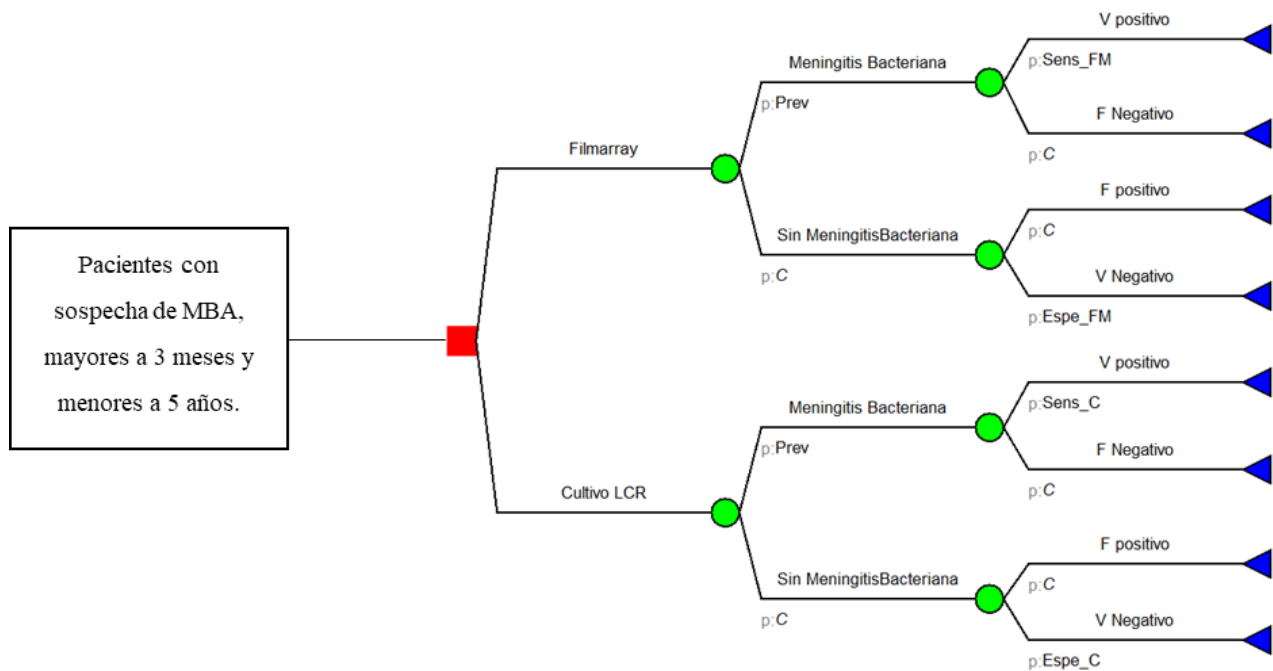 Pacientes con
sospecha de MBA,
mayores a 3 meses y
menores a 5 años.
Filmarray
Meningitis Bacteriana
p:Prev
V positivo
p:Sens_FM
F Negativo
p:C
Sin MeningitisBacteriana
p:C
F positivo
p:C
V Negativo
p:Espe_FM
Cultivo LCR
Meningitis Bacteriana
p:Prev
V positivo
p:Sens_C
F Negativo
p:C
Sin MeningitisBacteriana
p:C
F positivo
p:C
V Negativo
p:Espe_C